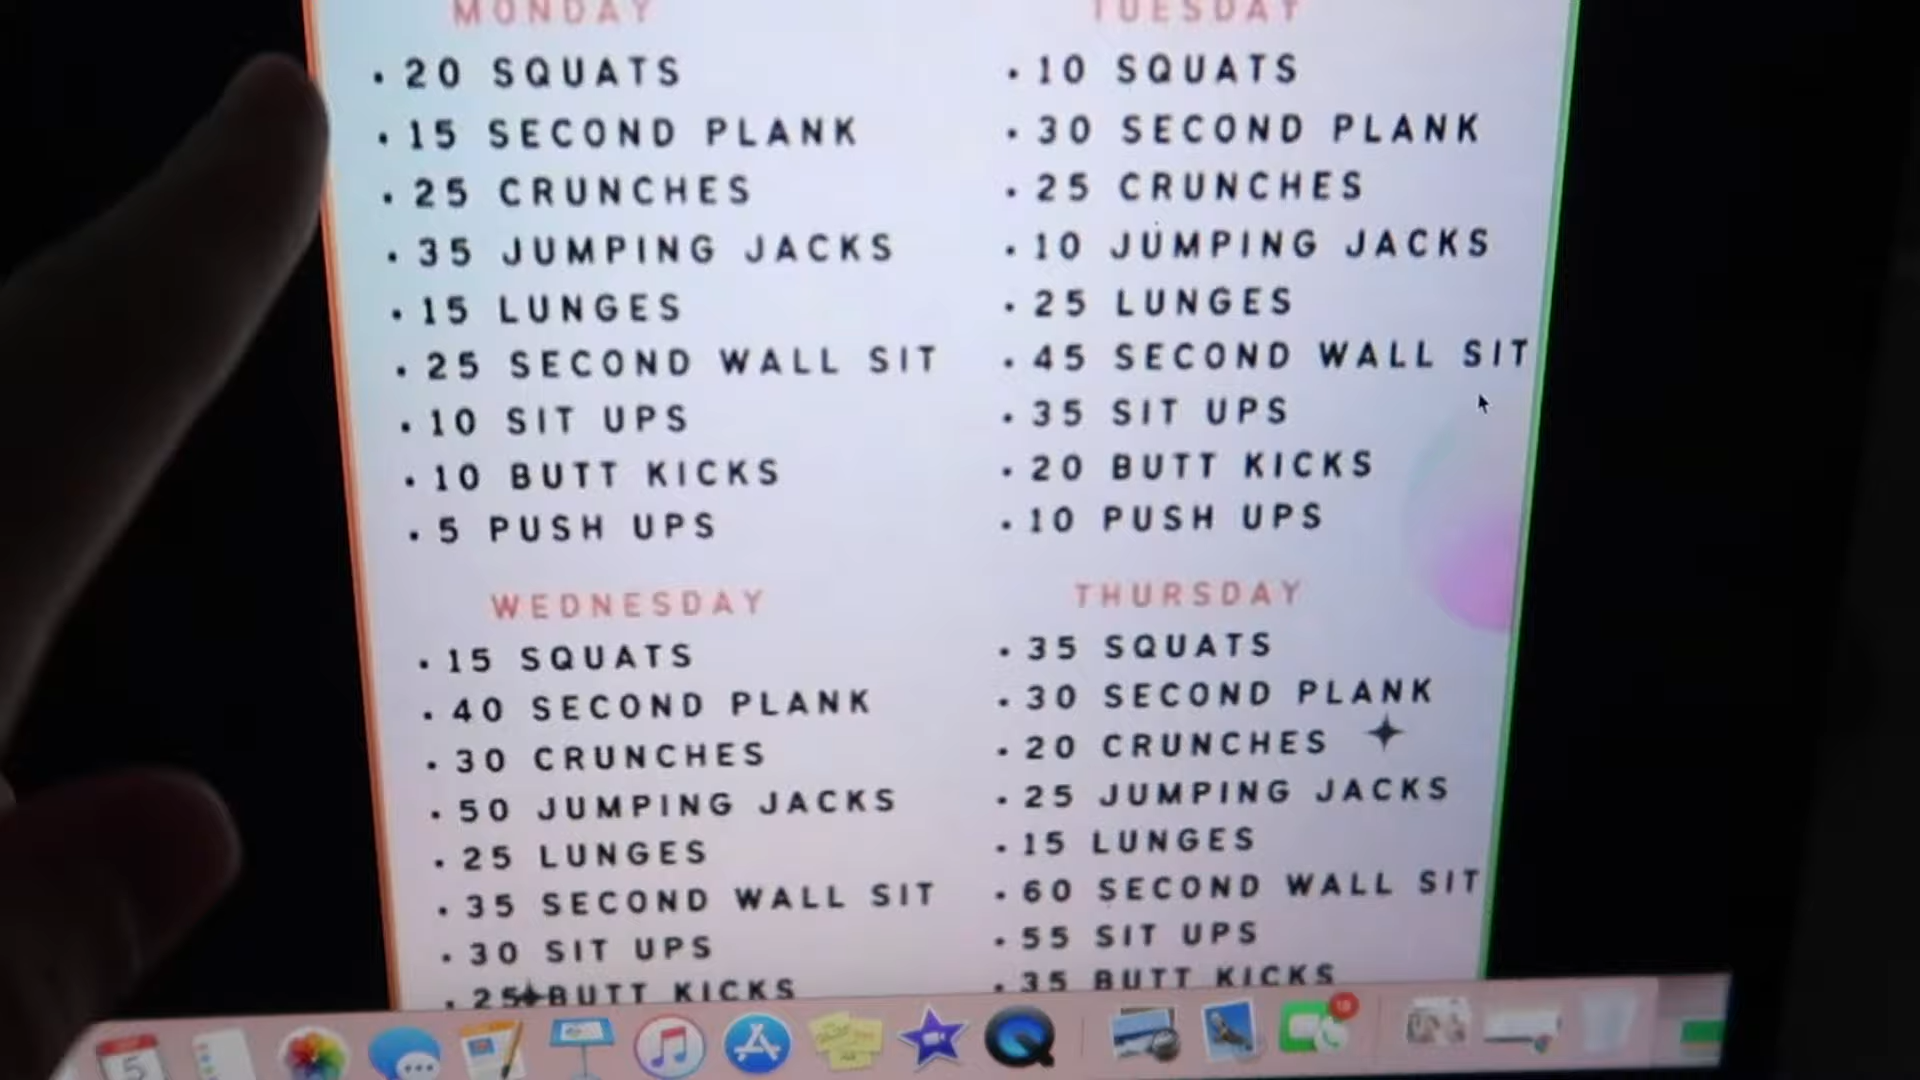 MONDAY
· 20 SQUATS
· 15 SECOND PLANK
· 25 CRUNCHES
· 35 JUMPING JACKS
· 15 LUNGES
· 25 SECOND WALL SIT
· 10 SIT UPS
· 10 BUTT KICKS
· 5 PUSH UPS
TUESDAY
· 10 SQUATS
· 30 SECOND PLANK
· 25 CRUNCHES
· 10 JUMPING JACKS
· 25 LUNGES
· 45 SECOND WALL SIT
· 35 SIT UPS
· 20 BUTT KICKS
· 10 PUSH UPS
WEDNESDAY
· 15 SQUATS
· 40 SECOND PLANK
· 30 CRUNCHES
· 50 JUMPING JACKS
· 25 LUNGES
· 35 SECOND WALL SIT
· 30 SIT UPS
· 25 BUTT KICKS
THURSDAY
· 35 SQUATS
· 30 SECOND PLANK
· 20 CRUNCHES
· 25 JUMPING JACKS
· 15 LUNGES
· 60 SECOND WALL SIT
· 55 SIT UPS
· 35 BUTT KICKS
5